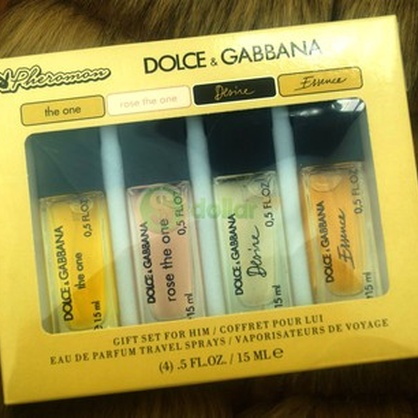 Pheromon
DOLCE & GABBANA
the one
rose the one
Desire
Essence
DOLCE & GABBANA
the one
e 15 ml 0,5 FL.OZ.
DOLCE & GABBANA
rose the one
e 15 ml 0,5 FL.OZ.
DOLCE & GABBANA
Desire
e 15 ml 0,5 FL.OZ.
DOLCE & GABBANA
Essence
e 15 ml 0,5 FL.OZ.
dollar
GIFT SET FOR HIM / COFFRET POUR LUI
EAU DE PARFUM TRAVEL SPRAYS / VAPORISATEURS DE VOYAGE
(4) .5 FL.OZ. / 15 ML e